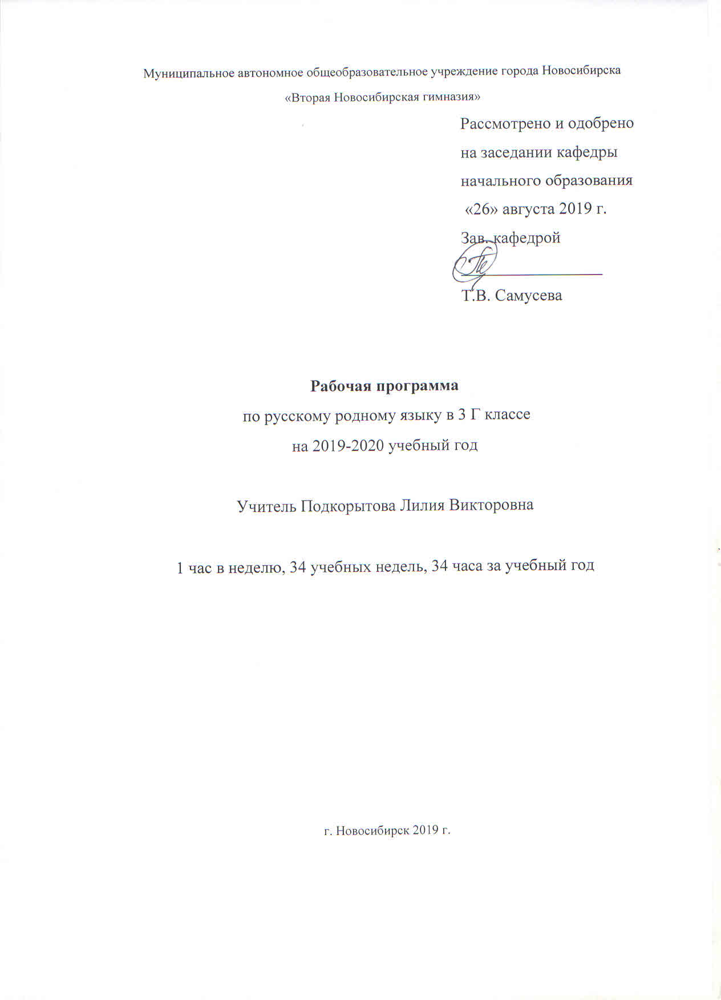 Муниципальное автономное общеобразовательное учреждение города Новосибирска
«Вторая Новосибирская гимназия»
Рассмотрено и одобрено
на заседании кафедры
начального образования
«26» августа 2019 г.
Зав. кафедрой
Т.В. Самусева
Рабочая программа
по русскому родному языку в 3 Г классе
на 2019-2020 учебный год
Учитель Подкорытова Лилия Викторовна
1 час в неделю, 34 учебных недель, 34 часа за учебный год
г. Новосибирск 2019 г.